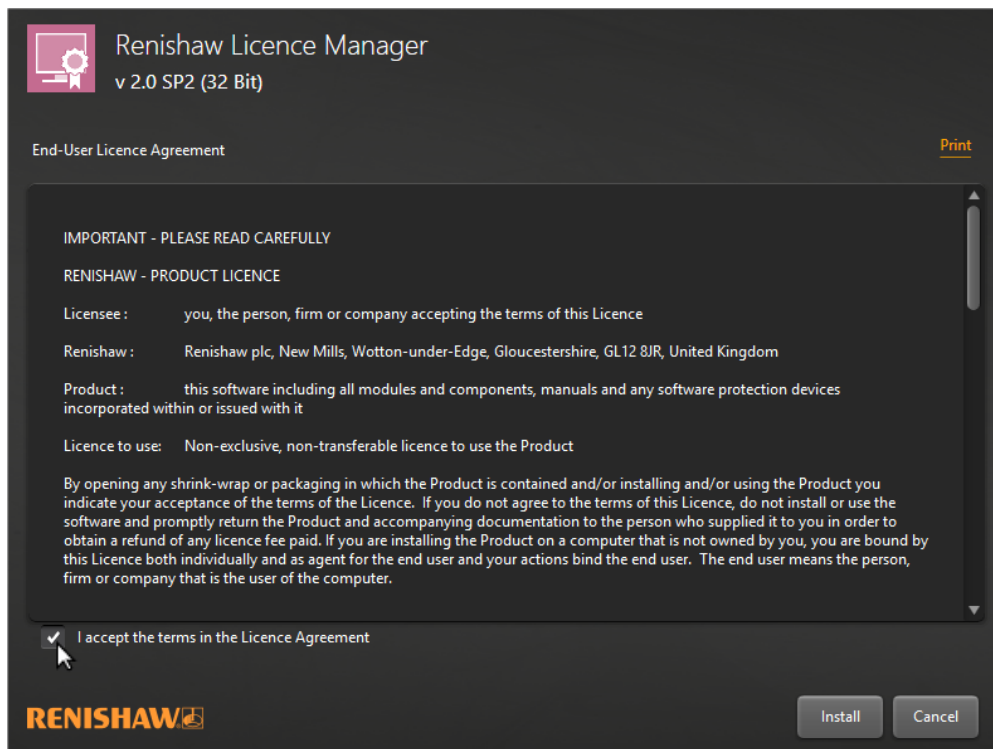 Renishaw Licence Manager
v 2.0 SP2 (32 Bit)
End-User Licence Agreement
Print
IMPORTANT - PLEASE READ CAREFULLY
RENISHAW - PRODUCT LICENCE
Licensee : you, the person, firm or company accepting the terms of this Licence
Renishaw : Renishaw plc, New Mills, Wotton-under-Edge, Gloucestershire, GL12 8JR, United Kingdom
Product : this software including all modules and components, manuals and any software protection devices
incorporated within or issued with it
Licence to use: Non-exclusive, non-transferable licence to use the Product
By opening any shrink-wrap or packaging in which the Product is contained and/or installing and/or using the Product you
indicate your acceptance of the terms of the Licence. If you do not agree to the terms of this Licence, do not install or use the
software and promptly return the Product and accompanying documentation to the person who supplied it to you in order to
obtain a refund of any licence fee paid. If you are installing the Product on a computer that is not owned by you, you are bound by
this Licence both individually and as agent for the end user and your actions bind the end user. The end user means the person,
firm or company that is the user of the computer.
I accept the terms in the Licence Agreement
RENISHAW
Install
Cancel